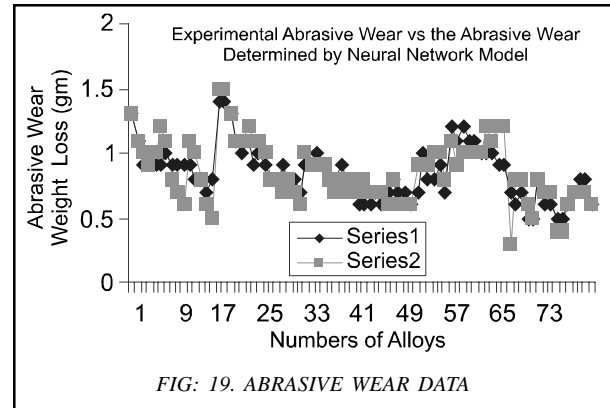 Experimental Abrasive Wear vs the Abrasive Wear
Determined by Neural Network Model
Abrasive Wear
Weight Loss (gm)
2
1.5
1
0.5
0
Series1
Series2
1 9 17 25 33 41 49 57 65 73
Numbers of Alloys
FIG: 19. ABRASIVE WEAR DATA